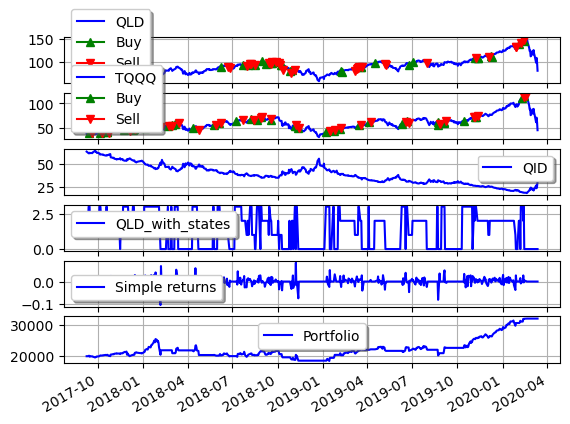 QLD
Buy
Sell
150
100
TQQQ
Buy
Sell
100
50
QID
50
25
QLD_with_states
2.5
0.0
Simple returns
0.0
−0.1
Portfolio
30000
20000
2017-10
2018-01
2018-04
2018-07
2018-10
2019-01
2019-04
2019-07
2019-10
2020-01
2020-04